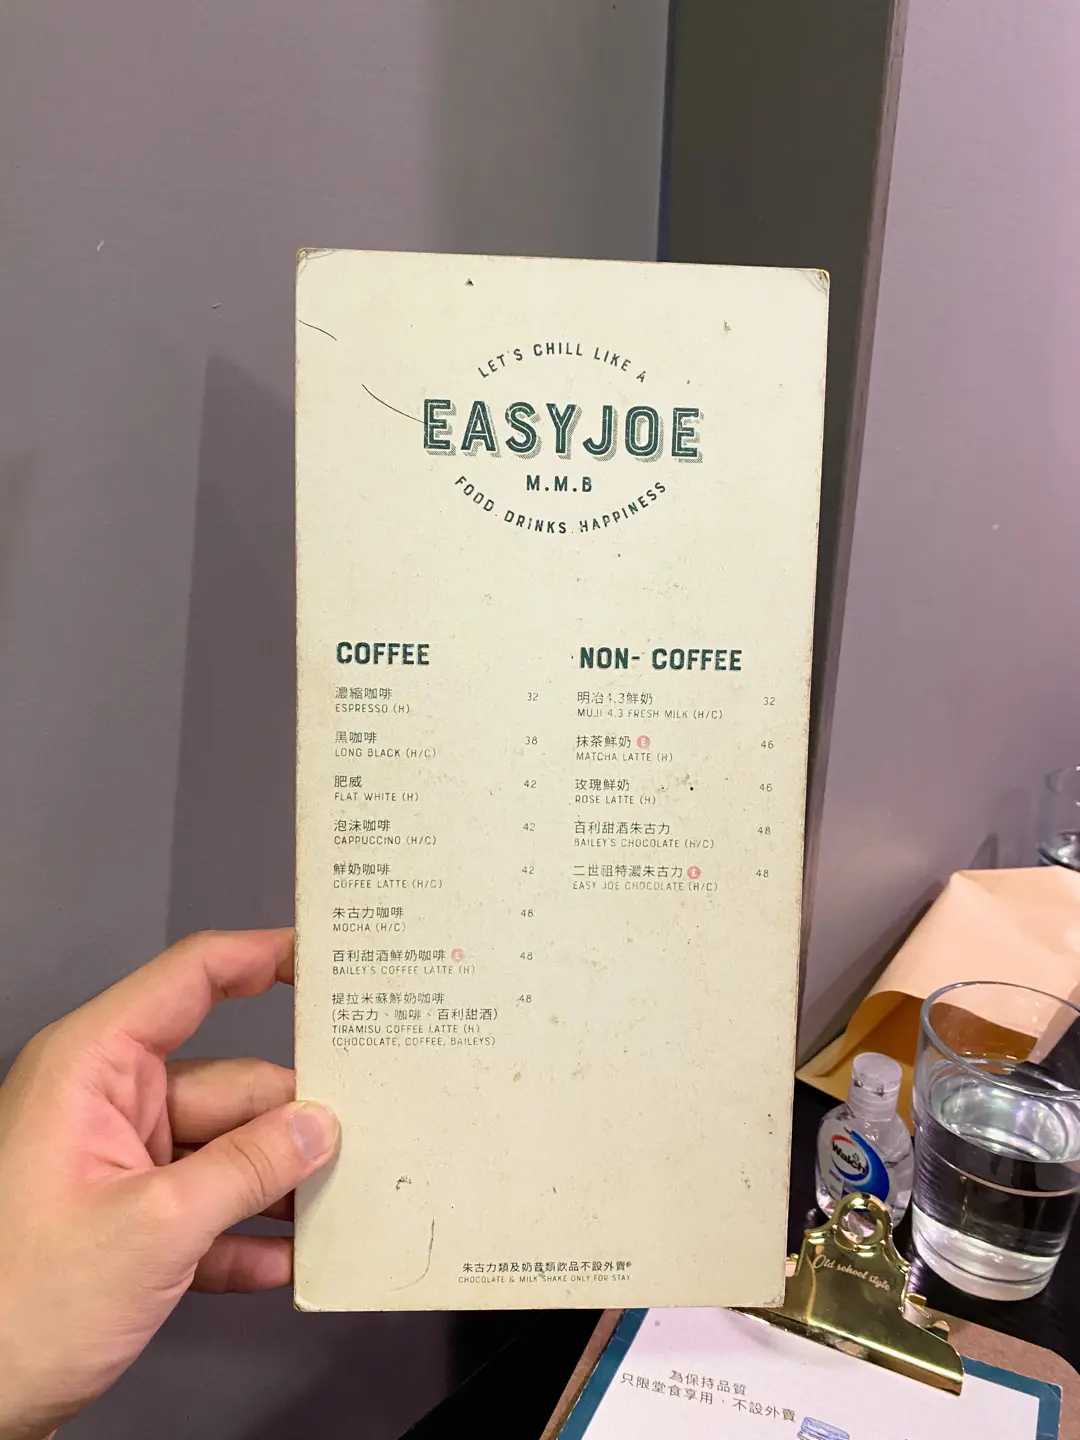 LET'S CHILL LIKE A
EASYJOE
M.M.B
FOOD. DRINKS. HAPPINESS
COFFEE
濃縮咖啡 32
ESPRESSO (H)
黑咖啡 38
LONG BLACK (H/C)
肥威 42
FLAT WHITE (H)
泡沫咖啡 42
CAPPUCCINO (H/C)
鮮奶咖啡 42
COFFEE LATTE (H/C)
朱古力咖啡 48
MOCHA (H/C)
百利甜酒鮮奶咖啡 E 48
BAILEY'S COFFEE LATTE (H)
提拉米蘇鮮奶咖啡 48
(朱古力、咖啡、百利甜酒)
TIRAMISU COFFEE LATTE (H)
(CHOCOLATE, COFFEE, BAILEYS)
NON- COFFEE
明冶4.3鮮奶 32
MUJI 4.3 FRESH MILK (H/C)
抹茶鮮奶 E 46
MATCHA LATTE (H)
玫瑰鮮奶 46
ROSE LATTE (H)
百利甜酒朱古力 48
BAILEY'S CHOCOLATE (H/C)
二世祖特濃朱古力 E 48
EASY JOE CHOCOLATE (H/C)
朱古力類及奶昔類飲品不設外賣
CHOCOLATE & MILK SHAKE ONLY FOR STAY
Walch
Old school style
為保持品質
只限堂食享用，不設外賣